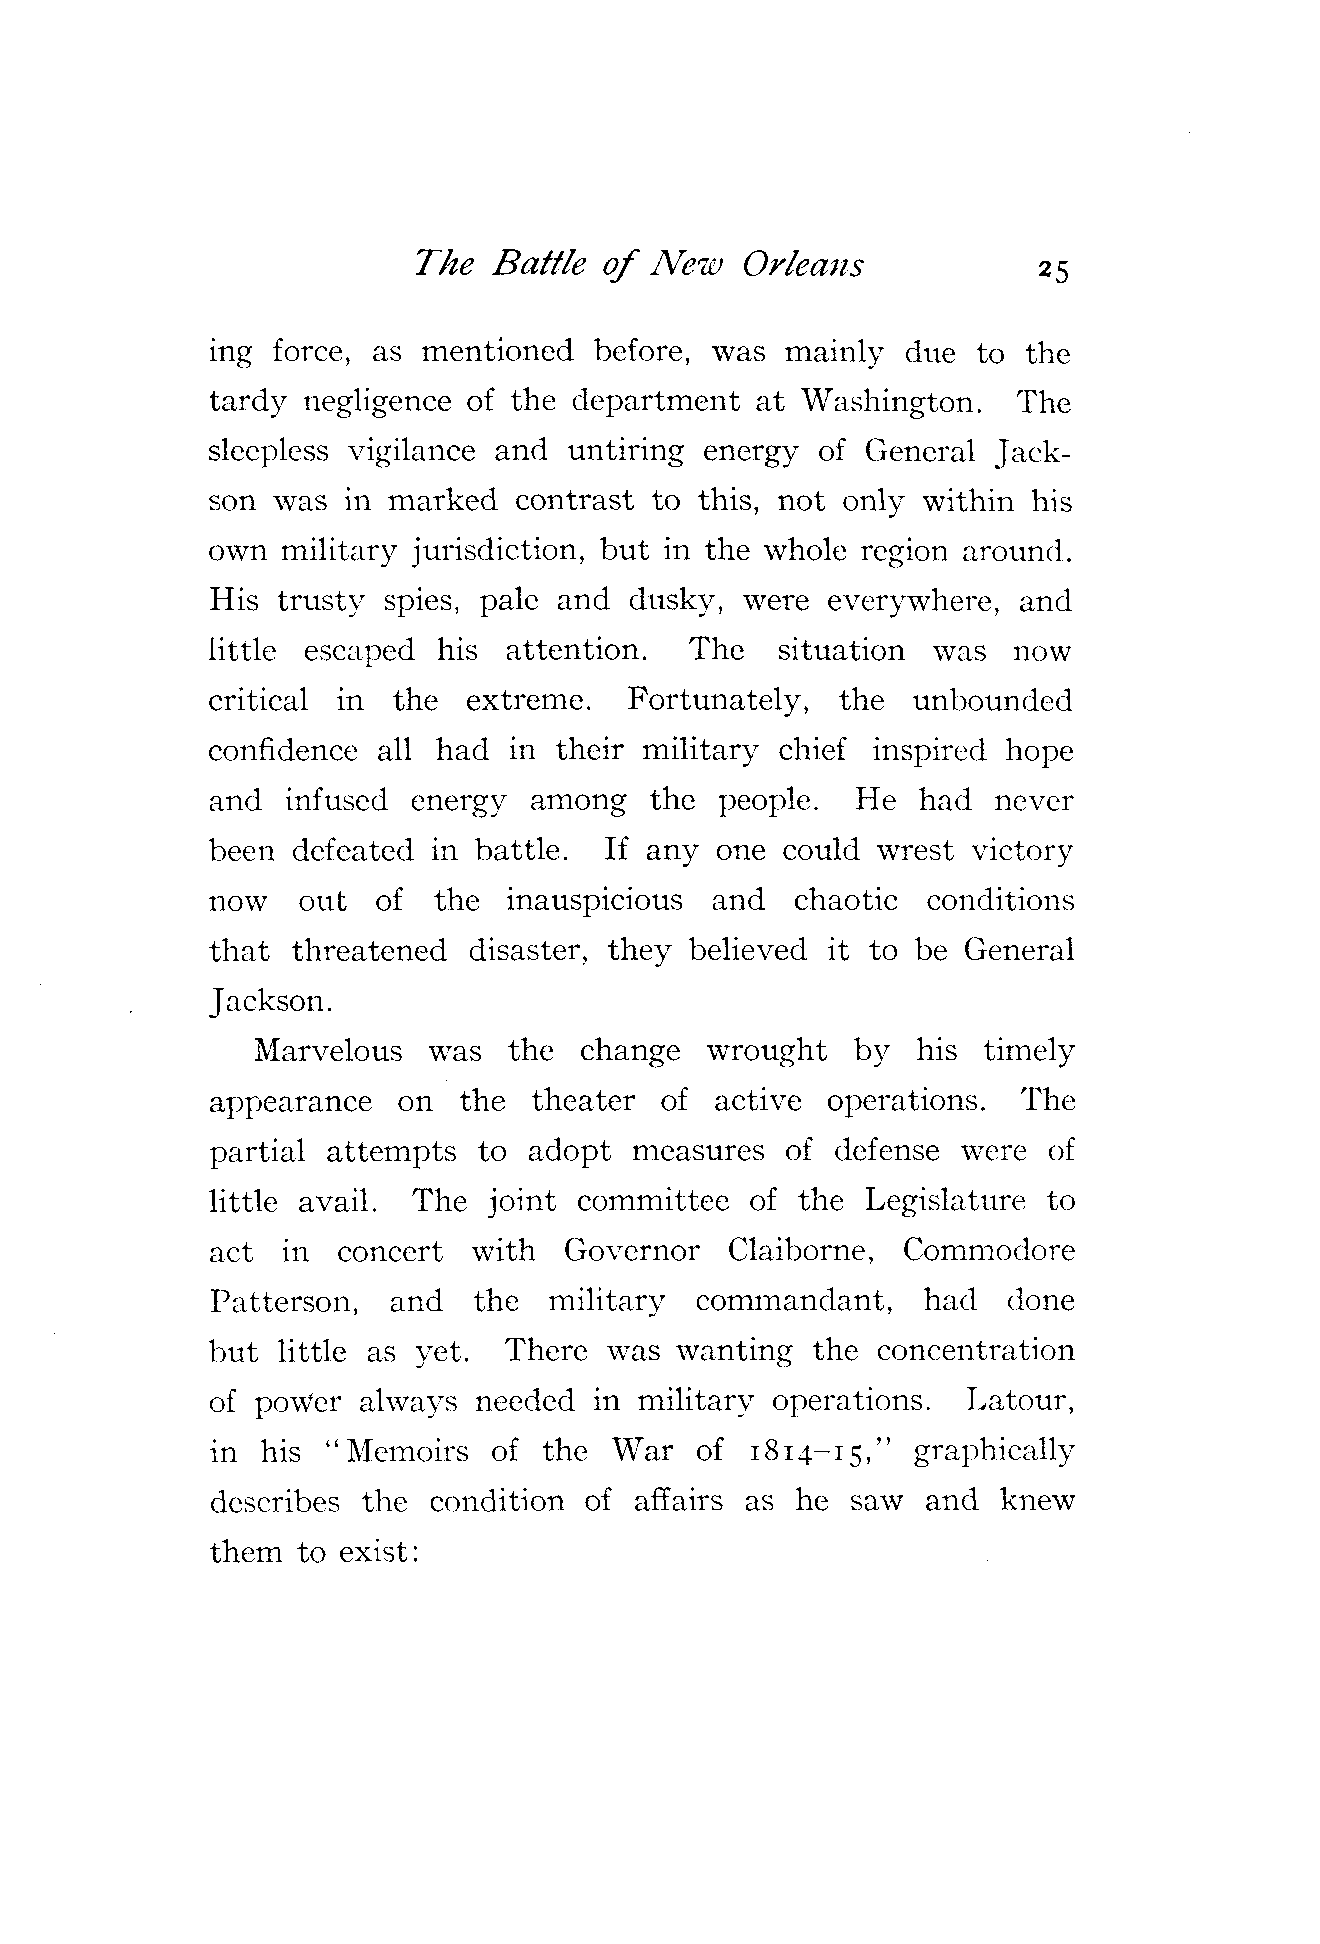 The Battle of New Orleans 25
ing force, as mentioned before, was mainly due to the
tardy negligence of the department at Washington. The
sleepless vigilance and untiring energy of General Jack-
son was in marked contrast to this, not only within his
own military jurisdiction, but in the whole region around.
His trusty spies, pale and dusky, were everywhere, and
little escaped his attention. The situation was now
critical in the extreme. Fortunately, the unbounded
confidence all had in their military chief inspired hope
and infused energy among the people. He had never
been defeated in battle. If any one could wrest victory
now out of the inauspicious and chaotic conditions
that threatened disaster, they believed it to be General
Jackson.
Marvelous was the change wrought by his timely
appearance on the theater of active operations. The
partial attempts to adopt measures of defense were of
little avail. The joint committee of the Legislature to
act in concert with Governor Claiborne, Commodore
Patterson, and the military commandant, had done
but little as yet. There was wanting the concentration
of power always needed in military operations. Latour,
in his "Memoirs of the War of 1814–15," graphically
describes the condition of affairs as he saw and knew
them to exist: